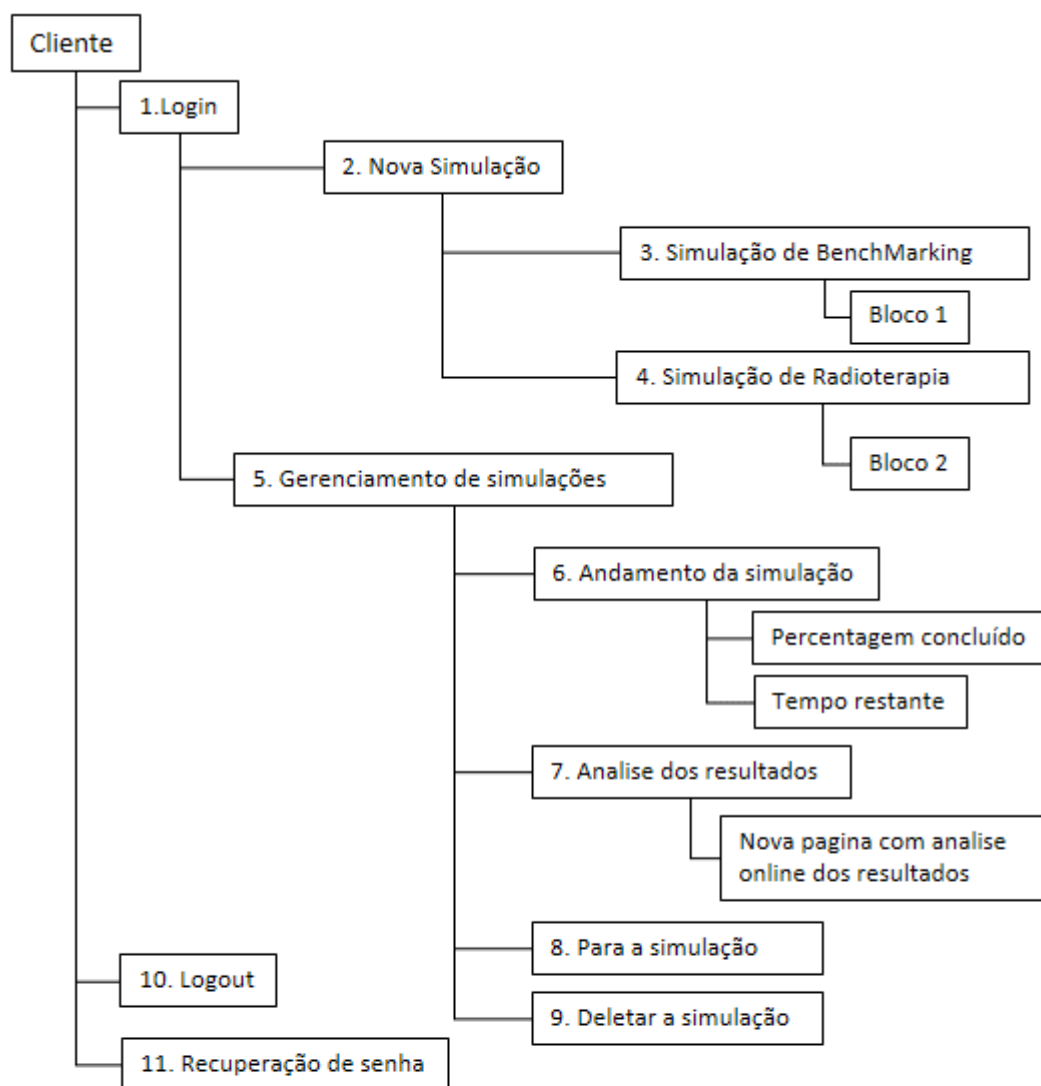 Cliente
1.Login
2. Nova Simulação
3. Simulação de BenchMarking
Bloco 1
4. Simulação de Radioterapia
Bloco 2
5. Gerenciamento de simulações
6. Andamento da simulação
Percentagem concluído
Tempo restante
7. Analise dos resultados
Nova pagina com analise
online dos resultados
8. Para a simulação
9. Deletar a simulação
10. Logout
11. Recuperação de senha